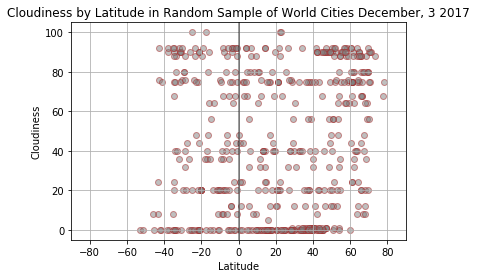 Cloudiness by Latitude in Random Sample of World Cities December, 3 2017
100
80
60
40
20
0
Cloudiness
−80 −60 −40 −20 0 20 40 60 80
Latitude